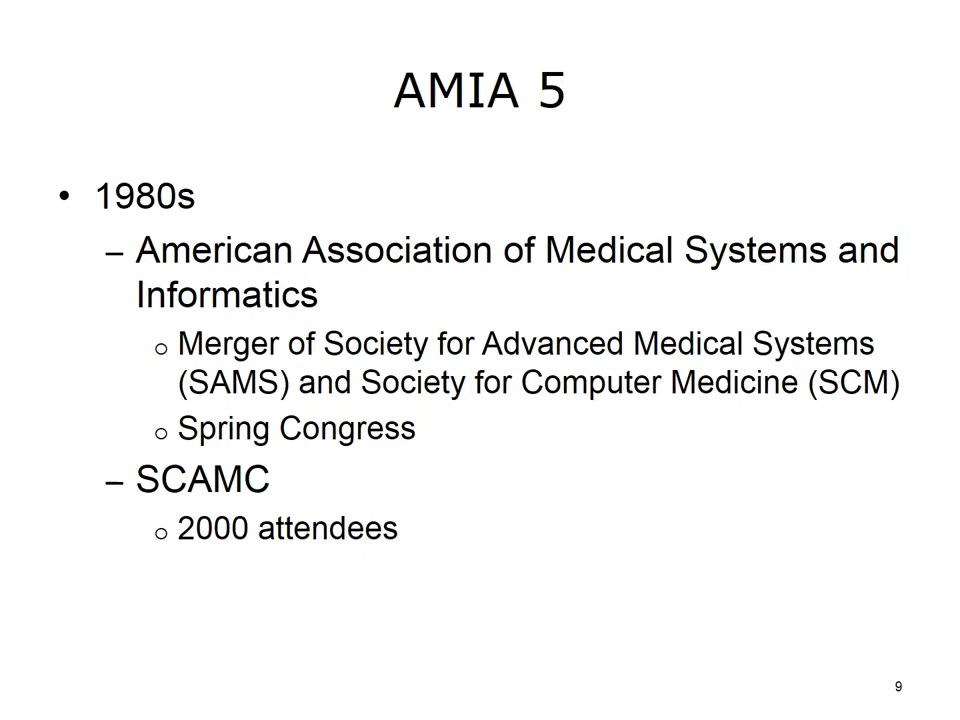 AMIA 5
• 1980s
– American Association of Medical Systems and
Informatics
o Merger of Society for Advanced Medical Systems
(SAMS) and Society for Computer Medicine (SCM)
o Spring Congress
– SCAMC
o 2000 attendees
9